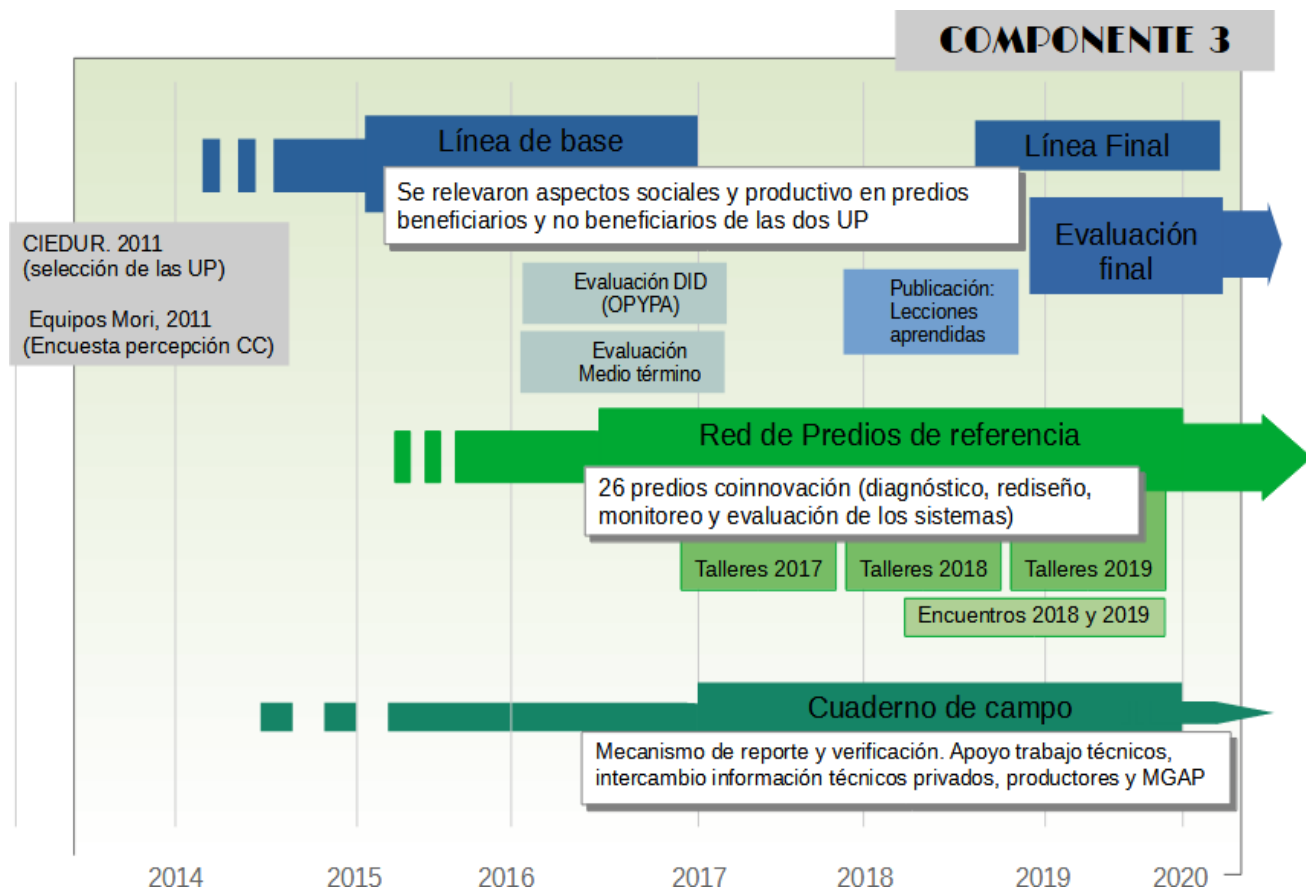 COMPONENTE 3
Línea de base
Línea Final
Se relevaron aspectos sociales y productivo en predios
beneficiarios y no beneficiarios de las dos UP
CIEDUR. 2011
(selección de las UP)
Equipos Mori, 2011
(Encuesta percepción CC)
Evaluación
final
Evaluación DID
(OPYPA)
Publicación:
Lecciones
aprendidas
Evaluación
Medio término
Red de Predios de referencia
26 predios coinnovación (diagnóstico, rediseño,
monitoreo y evaluación de los sistemas)
Talleres 2017
Talleres 2018
Talleres 2019
Encuentros 2018 y 2019
Cuaderno de campo
Mecanismo de reporte y verificación. Apoyo trabajo técnicos,
intercambio información técnicos privados, productores y MGAP
2014 2015 2016 2017 2018 2019 2020